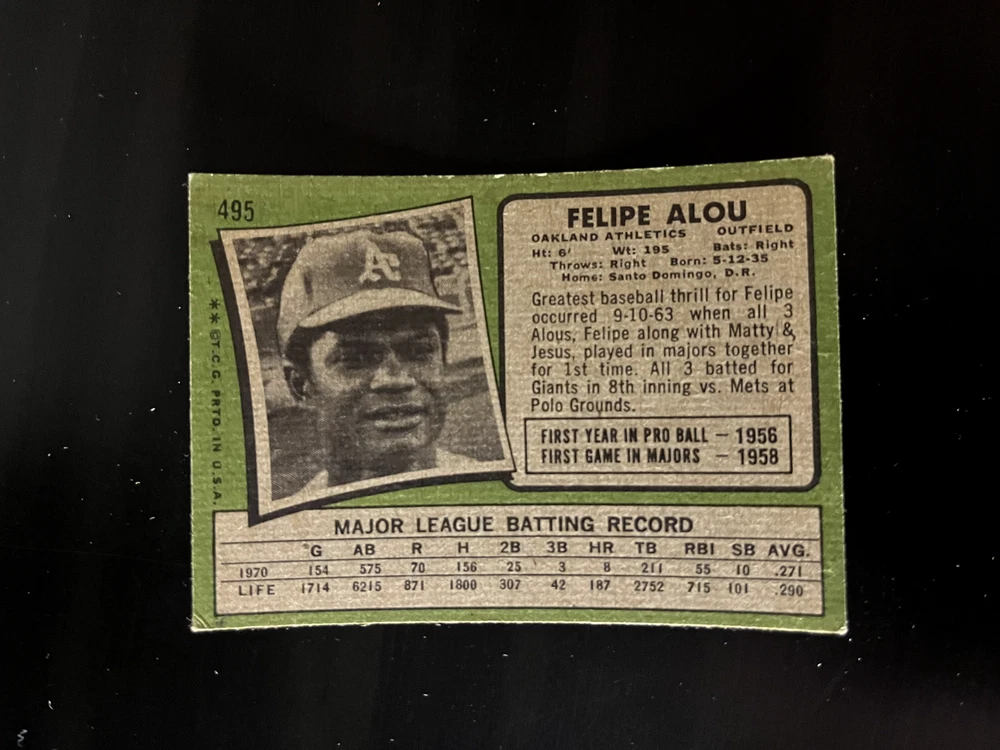 495
A's
FELIPE ALOU
OAKLAND ATHLETICS OUTFIELD
Ht: 6' Wt: 195 Bats: Right
Throws: Right Born: 5-12-35
Home: Santo Domingo, D.R.
Greatest baseball thrill for Felipe
occurred 9-10-63 when all 3
Alous, Felipe along with Matty &
Jesus, played in majors together
for 1st time. All 3 batted for
Giants in 8th inning vs. Mets at
Polo Grounds.
FIRST YEAR IN PRO BALL — 1956
FIRST GAME IN MAJORS — 1958
**©T.C.G. PRTD. IN U.S.A.
MAJOR LEAGUE BATTING RECORD
G AB R H 2B 3B HR TB RBI SB AVG.
1970 154 575 70 156 25 3 8 211 55 10 .271
LIFE 1714 6215 871 1800 307 42 187 2752 715 101 .290